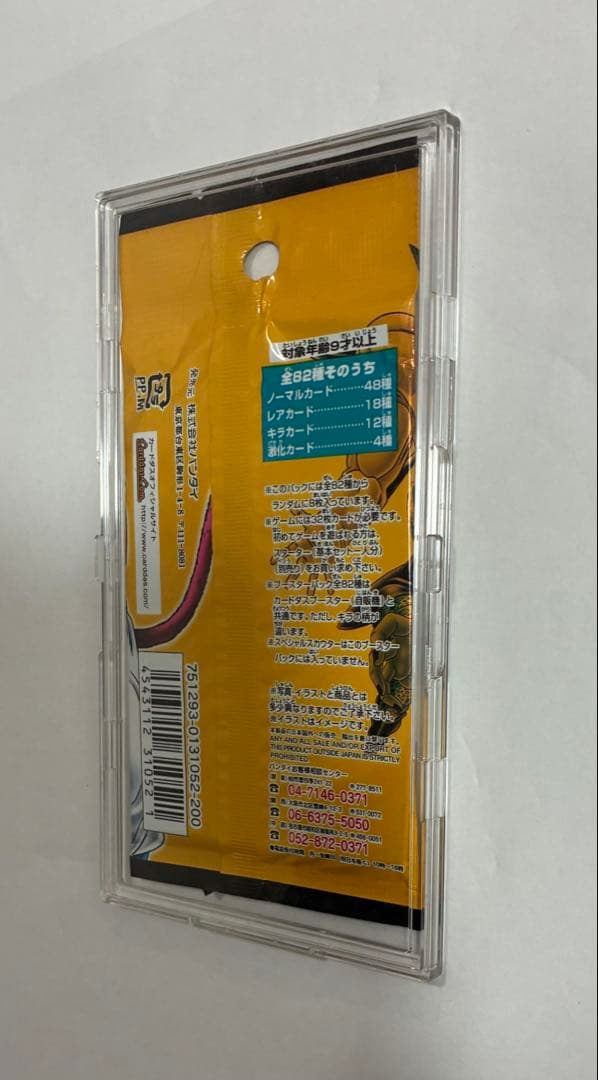 対象年齢9才以上
全82種そのうち
ノーマルカード………48種
レアカード……………18種
キラカード……………12種
激化カード………………4種
※このパックには全82種から
ランダムに8枚入っています。
※ゲームには32枚カードが必要です。
初めてゲームを遊ばれる方は、
スターター（基本セット一人分）
（別売り）をお買い求め下さい。
※ブースターパック全82種は
カードダスブースター（自販機）と
共通です。ただし、キラの柄が
違います。
※スペシャルスカウターはこのブースター
パックには入っていません。
※写真・イラストと商品とは
多少異なりますのでご了承下さい。
※イラストはイメージです。
ANY AND ALL SALE AND/OR EXPORT OF
THIS PRODUCT OUTSIDE JAPAN IS STRICTLY
PROHIBITED
バンダイお客様相談センター
04-7146-0371
06-6375-5050
052-872-0371
発売元 株式会社バンダイ
東京都台東区駒形1-4-8 〒111-8081
PP,M
カードダスオフィシャルサイト
http://www.carddas.com/
751293-0131052-200
4 543112 310521